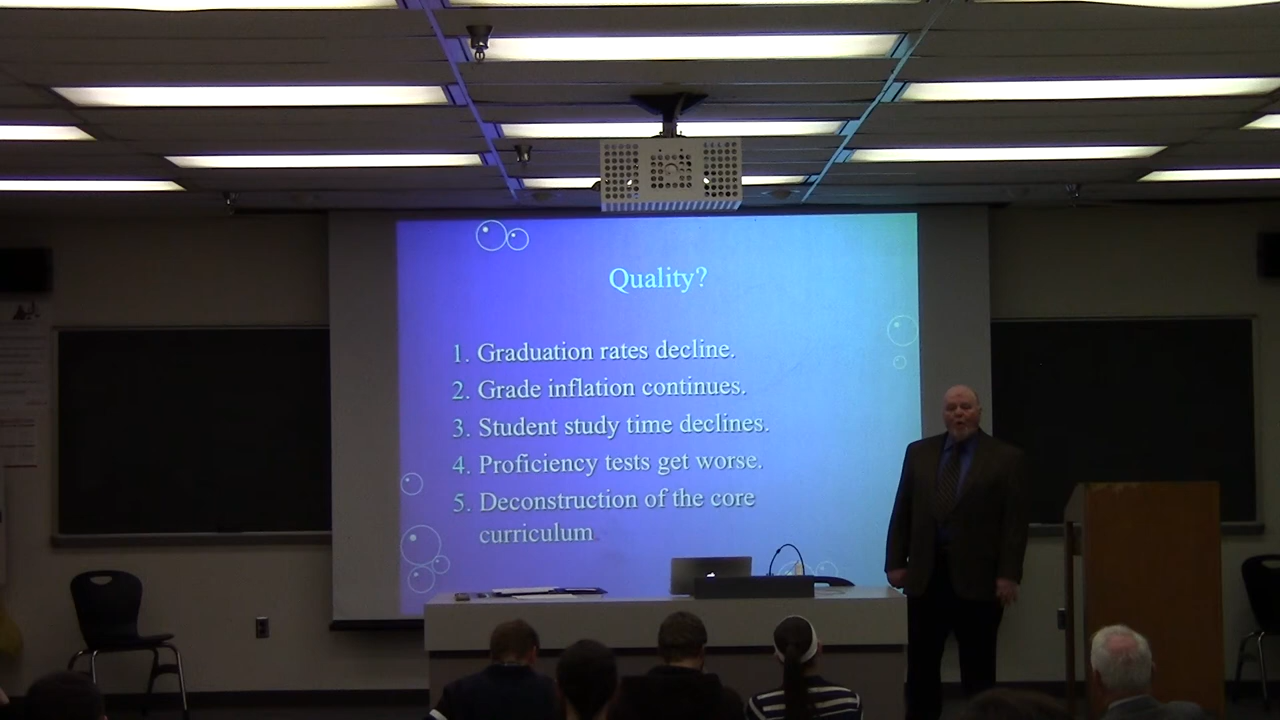 Quality?
1. Graduation rates decline.
2. Grade inflation continues.
3. Student study time declines.
4. Proficiency tests get worse.
5. Deconstruction of the core
curriculum